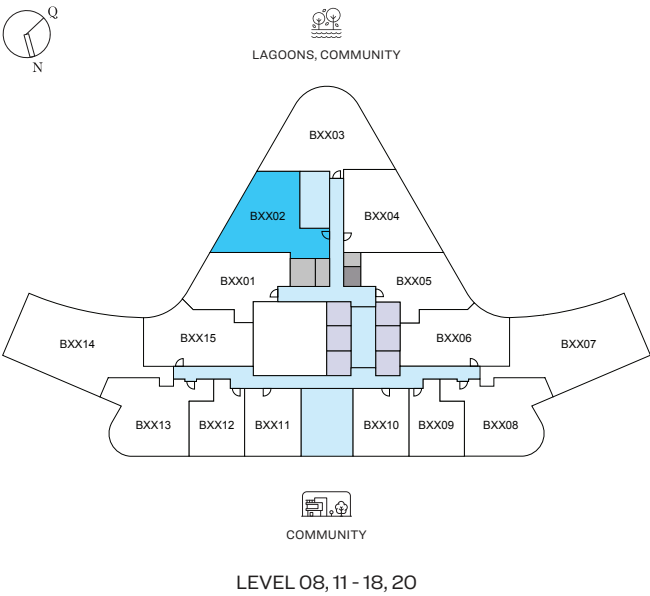 Q
N
LAGOONS, COMMUNITY
BXX03
BXX02
BXX04
BXX01
BXX05
BXX14
BXX15
BXX06
BXX07
BXX13
BXX12
BXX11
BXX10
BXX09
BXX08
COMMUNITY
LEVEL 08, 11 - 18, 20